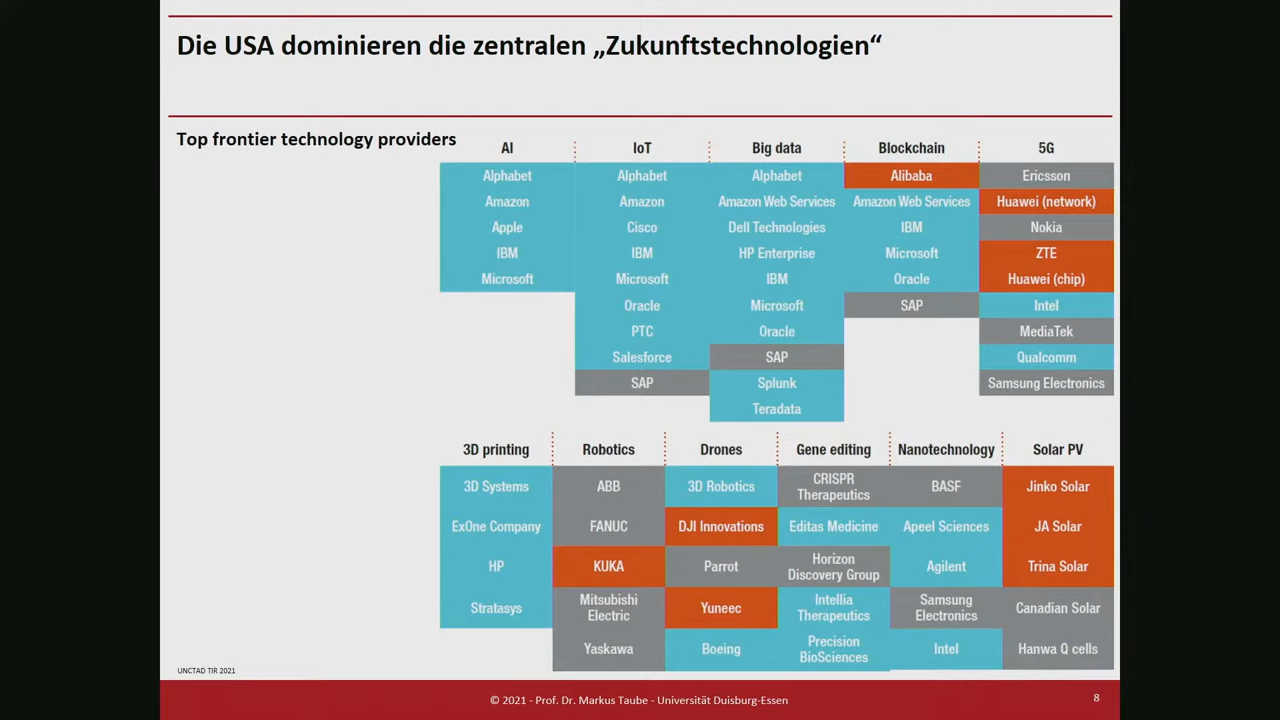 Die USA dominieren die zentralen „Zukunftstechnologien“
Top frontier technology providers
AI
Alphabet
Amazon
Apple
IBM
Microsoft
IoT
Alphabet
Amazon
Cisco
IBM
Microsoft
Oracle
PTC
Salesforce
SAP
Big data
Alphabet
Amazon Web Services
Dell Technologies
HP Enterprise
IBM
Microsoft
Oracle
SAP
Splunk
Teradata
Blockchain
Alibaba
Amazon Web Services
IBM
Microsoft
Oracle
SAP
5G
Ericsson
Huawei (network)
Nokia
ZTE
Huawei (chip)
Intel
MediaTek
Qualcomm
Samsung Electronics
3D printing
3D Systems
ExOne Company
HP
Stratasys
Robotics
ABB
FANUC
KUKA
Mitsubishi
Electric
Yaskawa
Drones
3D Robotics
DJI Innovations
Parrot
Yuneec
Boeing
Gene editing
CRISPR
Therapeutics
Editas Medicine
Horizon
Discovery Group
Intellia
Therapeutics
Precision
BioSciences
Nanotechnology
BASF
Apeel Sciences
Agilent
Samsung
Electronics
Intel
Solar PV
Jinko Solar
JA Solar
Trina Solar
Canadian Solar
Hanwa Q cells
UNCTAD TIR 2021
© 2021 - Prof. Dr. Markus Taube - Universität Duisburg-Essen
8